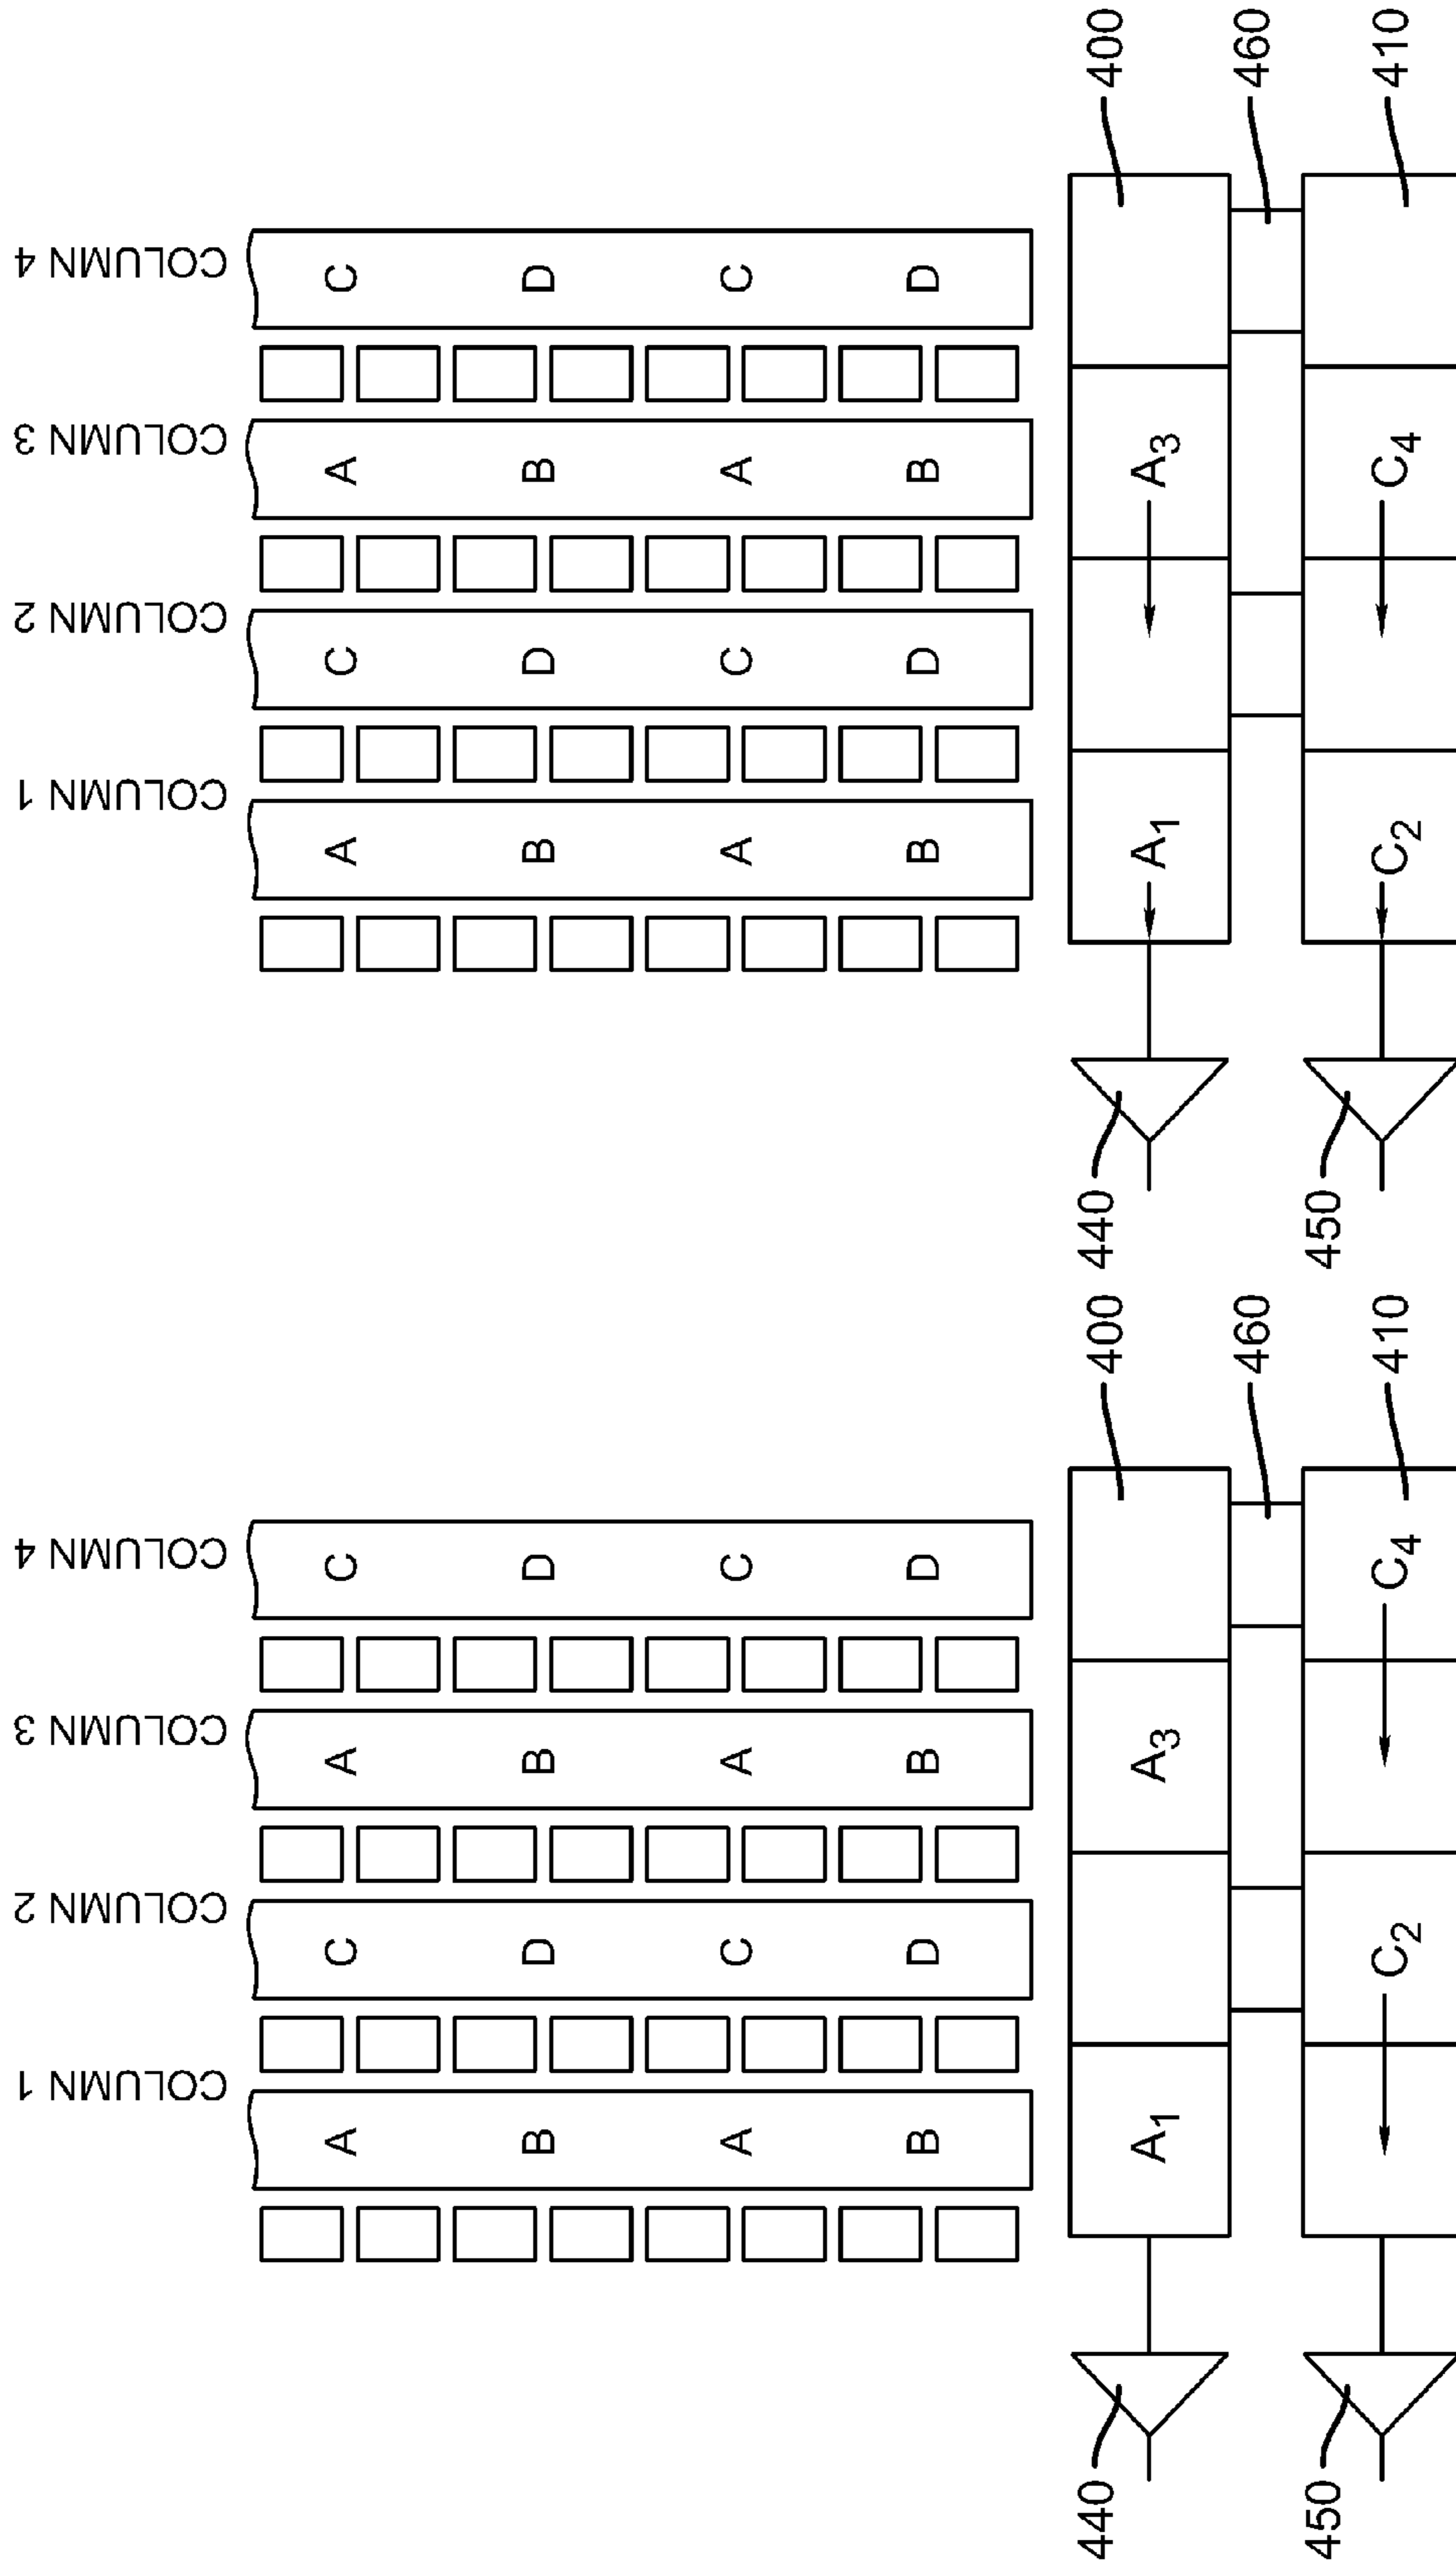 COLUMN 1
COLUMN 2
COLUMN 3
COLUMN 4
A C A C
B D B D
A C A C
B D B D
440
A1 A3
400
460
450
C2 C4
410
COLUMN 1
COLUMN 2
COLUMN 3
COLUMN 4
A C A C
B D B D
A C A C
B D B D
440
A1 A3
400
460
450
C2 C4
410